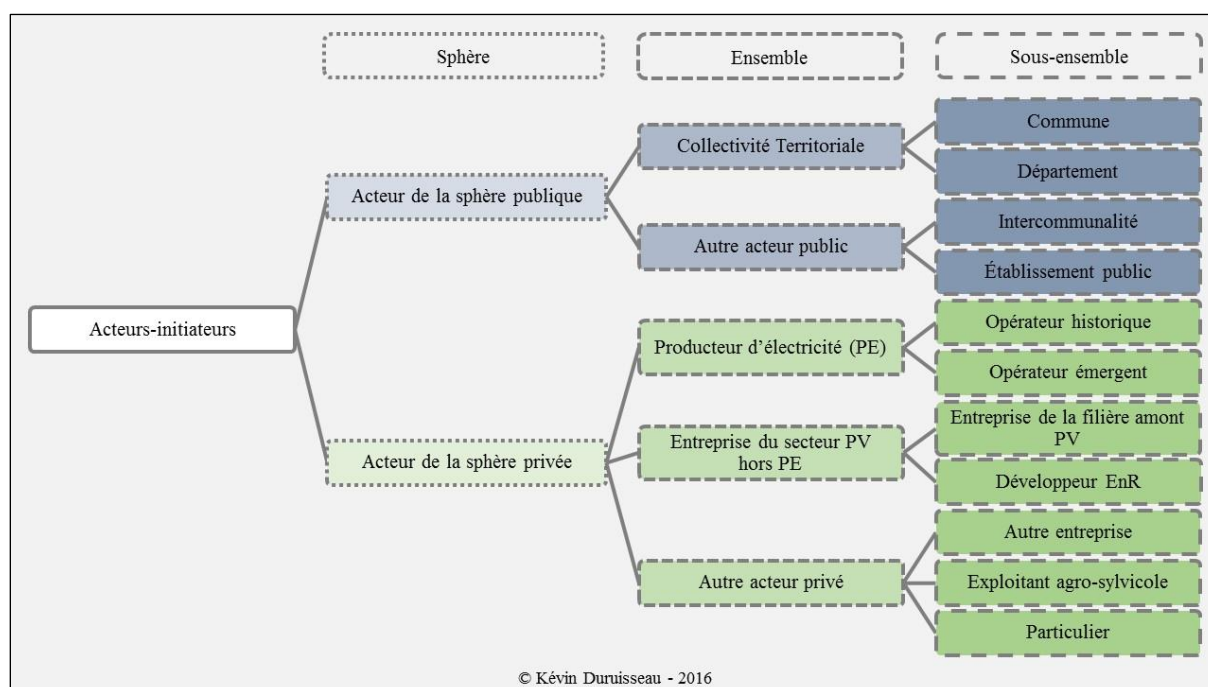 Sphère
Ensemble
Sous-ensemble
Commune
Collectivité Territoriale
Département
Acteur de la sphère publique
Intercommunalité
Autre acteur public
Établissement public
Acteurs-initiateurs
Opérateur historique
Producteur d’électricité (PE)
Opérateur émergent
Entreprise de la filière amont
PV
Entreprise du secteur PV
hors PE
Acteur de la sphère privée
Développeur EnR
Autre entreprise
Autre acteur privé
Exploitant agro-sylvicole
Particulier
© Kévin Duruisseau - 2016